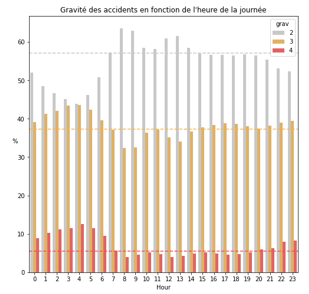 Gravité des accidents en fonction de l'heure de la journée
grav
2
3
4
60
50
40
%
30
20
10
0
0 1 2 3 4 5 6 7 8 9 10 11 12 13 14 15 16 17 18 19 20 21 22 23
Hour